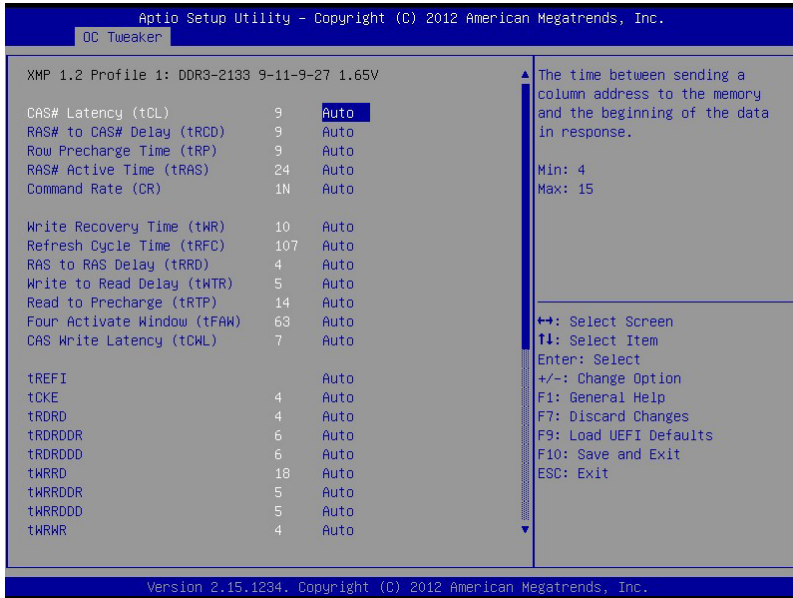 Aptio Setup Utility – Copyright (C) 2012 American Megatrends, Inc.
OC Tweaker
XMP 1.2 Profile 1: DDR3-2133 9-11-9-27 1.65V
CAS# Latency (tCL) 9 Auto
RAS# to CAS# Delay (tRCD) 9 Auto
Row Precharge Time (tRP) 9 Auto
RAS# Active Time (tRAS) 24 Auto
Command Rate (CR) 1N Auto
Write Recovery Time (tWR) 10 Auto
Refresh Cycle Time (tRFC) 107 Auto
RAS to RAS Delay (tRRD) 4 Auto
Write to Read Delay (tWTR) 5 Auto
Read to Precharge (tRTP) 14 Auto
Four Activate Window (tFAW) 63 Auto
CAS Write Latency (tCWL) 7 Auto
tREFI Auto
tCKE 4 Auto
tRDRD 4 Auto
tRDRDDR 6 Auto
tRDRDDD 6 Auto
tWRRD 18 Auto
tWRRDDR 5 Auto
tWRRDDD 5 Auto
tWRWR 4 Auto
The time between sending a
column address to the memory
and the beginning of the data
in response.
Min: 4
Max: 15
↔: Select Screen
↑↓: Select Item
Enter: Select
+/-: Change Option
F1: General Help
F7: Discard Changes
F9: Load UEFI Defaults
F10: Save and Exit
ESC: Exit
Version 2.15.1234. Copyright (C) 2012 American Megatrends, Inc.